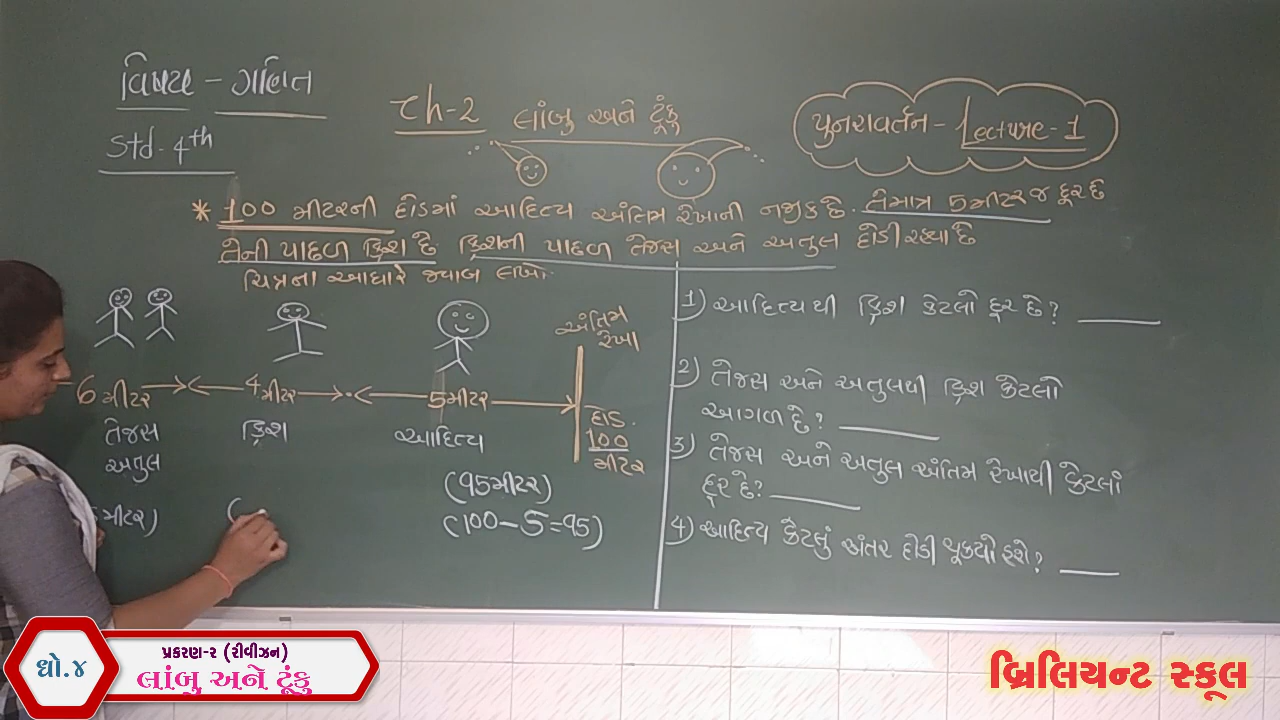 વિષય - ગણિત
Std - 4th
Ch-2 લાંબુ અને ટૂંકુ
પુનરાવર્તન - Lecture - 1
* 100 મીટરની દોડમાં આદિત્ય અંતિમ રેખાની નજીક છે. તે માત્ર 5 મીટર જ દૂર છે
તેની પાછળ ક્રિશ છે. ક્રિશની પાછળ તેજસ અને અતુલ દોડી રહ્યા છે
ચિત્રના આધારે જવાબ લખો.
અંતિમ
રેખા
6 મીટર 4 મીટર 5 મીટર
તેજસ ક્રિશ આદિત્ય
અતુલ
દોડ.
100
મીટર
(95 મીટર)
મીટર) (
(100 - 5 = 95)
1) આદિત્ય થી ક્રિશ કેટલો દૂર છે?
2) તેજસ અને અતુલથી ક્રિશ કેટલો
આગળ છે?
3) તેજસ અને અતુલ અંતિમ રેખાથી કેટલાં
દૂર છે?
4) આદિત્ય કેટલું અંતર દોડી ચૂક્યો હશે?
ધો.૪
પ્રકરણ-૨ (રીવીઝન)
લાંબુ અને ટૂંકુ
બ્રિલિયન્ટ સ્કૂલ